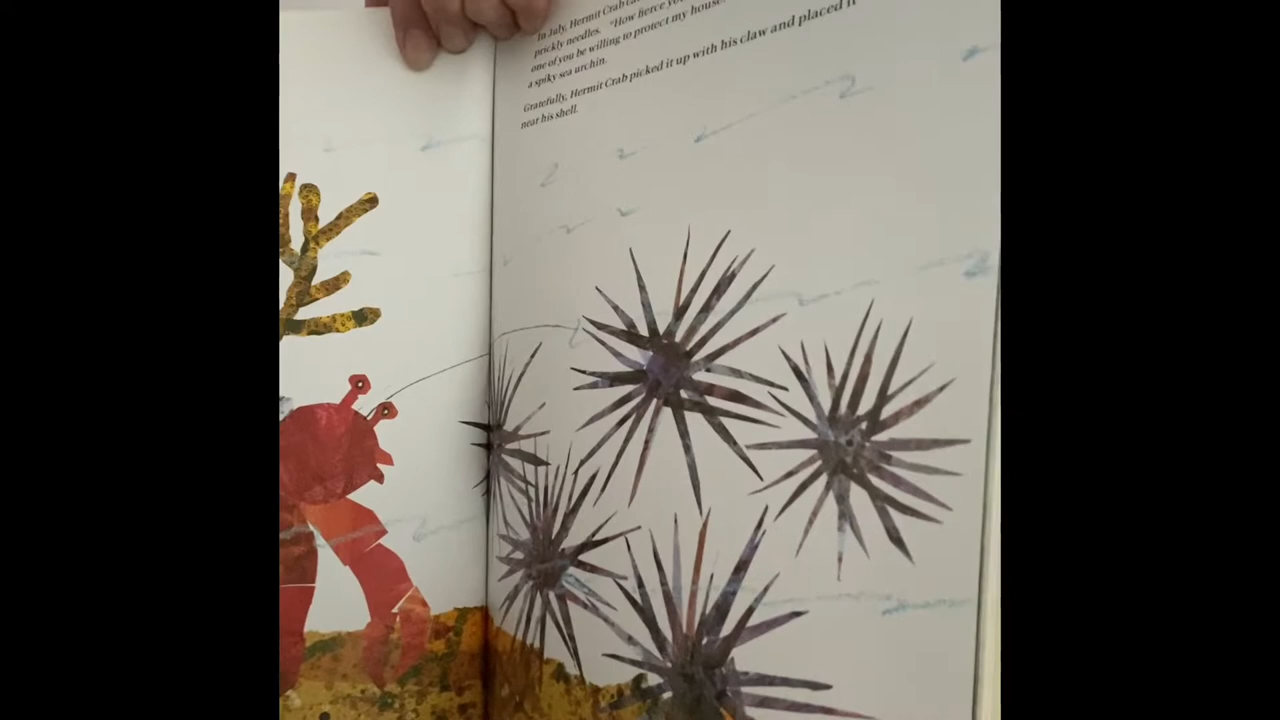 In July, Hermit Crab
prickly needles. "How fierce yo
one of you be willing to protect my house
a spiky sea urchin.
Gratefully, Hermit Crab picked it up with his claw and placed it
near his shell.